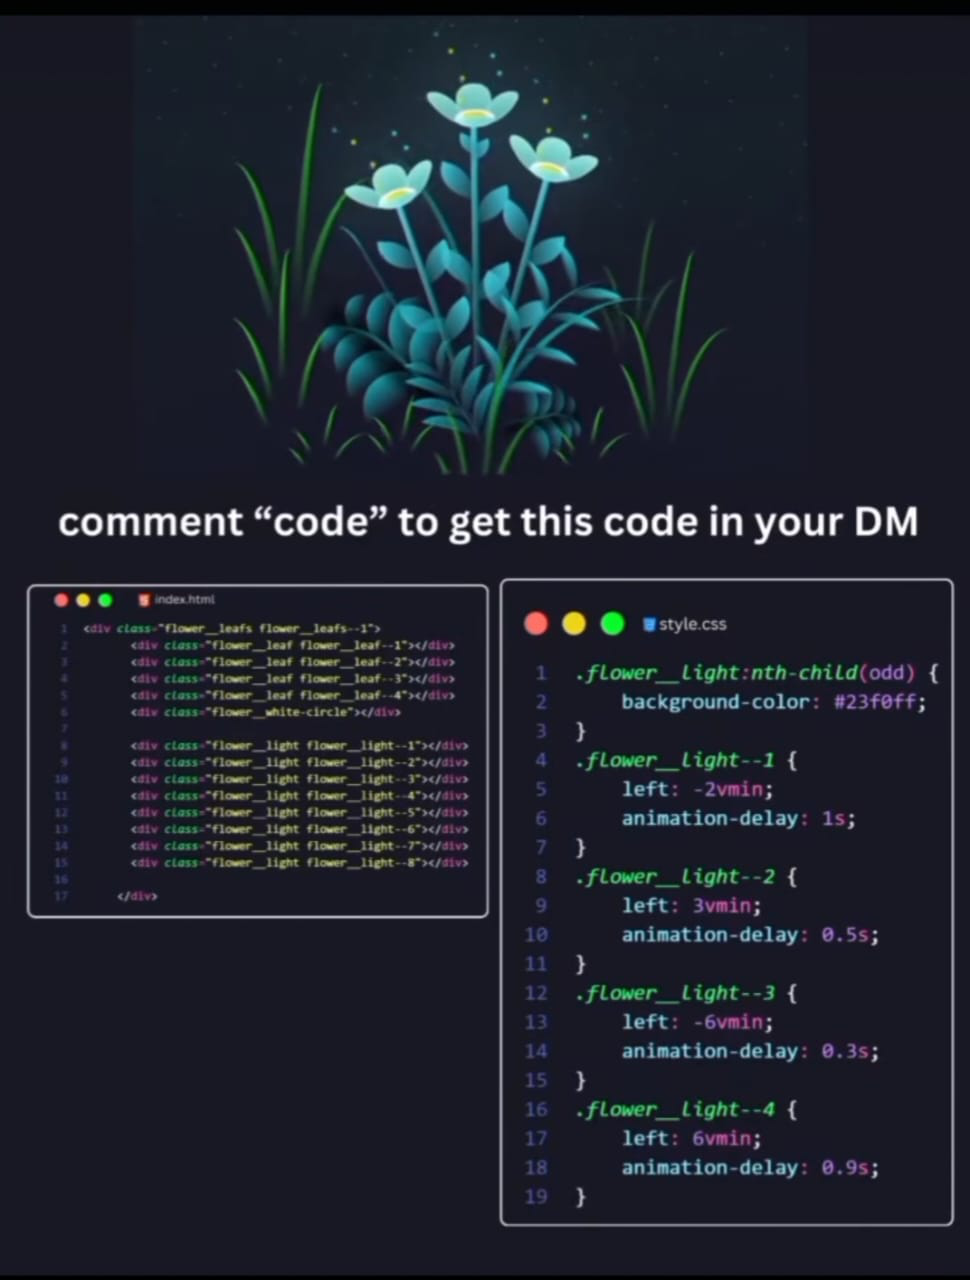 comment “code” to get this code in your DM
index.html
1 <div class="flower__leafs flower__leafs--1">
2 <div class="flower__leaf flower__leaf--1"></div>
3 <div class="flower__leaf flower__leaf--2"></div>
4 <div class="flower__leaf flower__leaf--3"></div>
5 <div class="flower__leaf flower__leaf--4"></div>
6 <div class="flower__white-circle"></div>
7
8 <div class="flower__light flower__light--1"></div>
9 <div class="flower__light flower__light--2"></div>
10 <div class="flower__light flower__light--3"></div>
11 <div class="flower__light flower__light--4"></div>
12 <div class="flower__light flower__light--5"></div>
13 <div class="flower__light flower__light--6"></div>
14 <div class="flower__light flower__light--7"></div>
15 <div class="flower__light flower__light--8"></div>
16
17 </div>
style.css
1 .flower__light:nth-child(odd) {
2 background-color: #23f0ff;
3 }
4 .flower__light--1 {
5 left: -2vmin;
6 animation-delay: 1s;
7 }
8 .flower__light--2 {
9 left: 3vmin;
10 animation-delay: 0.5s;
11 }
12 .flower__light--3 {
13 left: -6vmin;
14 animation-delay: 0.3s;
15 }
16 .flower__light--4 {
17 left: 6vmin;
18 animation-delay: 0.9s;
19 }